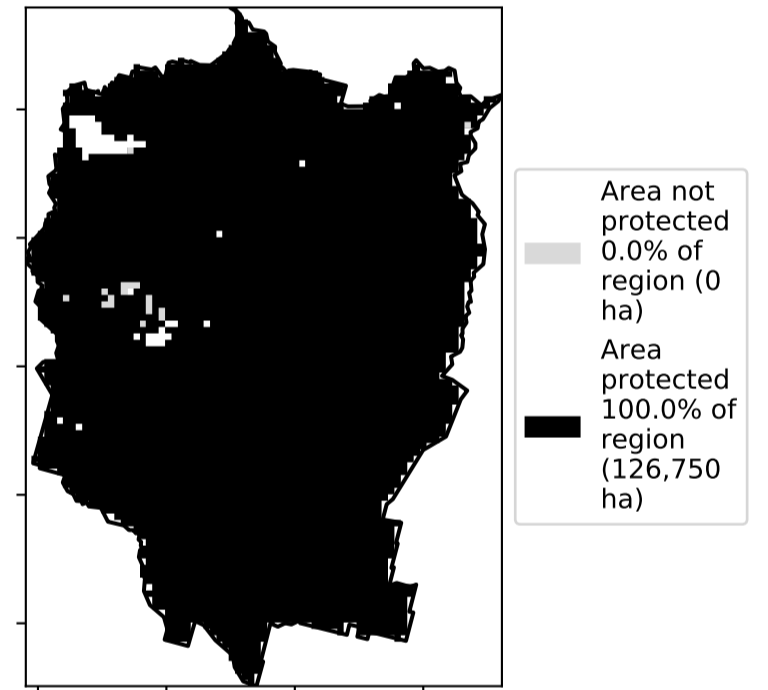 Area not
protected
0.0% of
region (0
ha)
Area
protected
100.0% of
region
(126,750
ha)